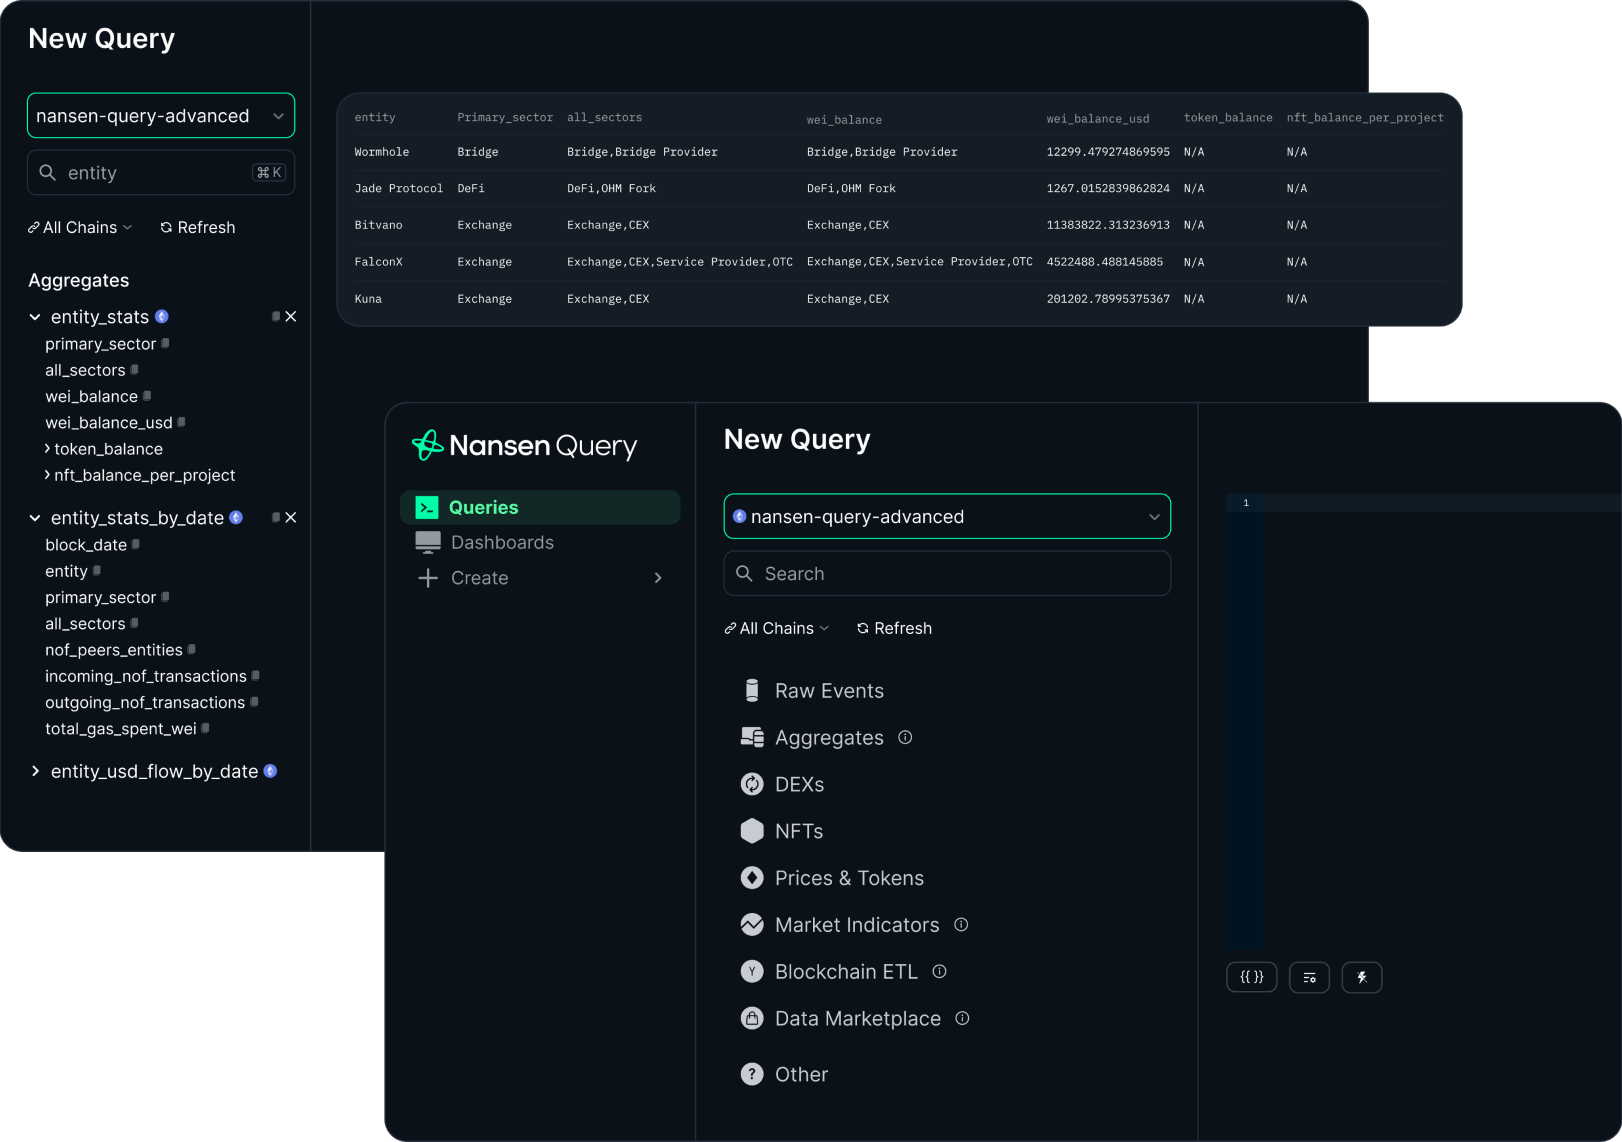 New Query
nansen-query-advanced
entity ⌘ K
All Chains Refresh
Aggregates
entity_stats
primary_sector
all_sectors
wei_balance
wei_balance_usd
token_balance
nft_balance_per_project
entity_stats_by_date
block_date
entity
primary_sector
all_sectors
nof_peers_entities
incoming_nof_transactions
outgoing_nof_transactions
total_gas_spent_wei
entity_usd_flow_by_date
entity Primary_sector all_sectors wei_balance wei_balance_usd token_balance nft_balance_per_project
Wormhole Bridge Bridge,Bridge Provider Bridge,Bridge Provider 12299.479274869595 N/A N/A
Jade Protocol DeFi DeFi,OHM Fork DeFi,OHM Fork 1267.0152839862824 N/A N/A
Bitvano Exchange Exchange,CEX Exchange,CEX 11383822.313236913 N/A N/A
FalconX Exchange Exchange,CEX,Service Provider,OTC Exchange,CEX,Service Provider,OTC 4522488.488145885 N/A N/A
Kuna Exchange Exchange,CEX Exchange,CEX 201202.78995375367 N/A N/A
Nansen Query
Queries
Dashboards
Create
New Query
nansen-query-advanced
Search
All Chains Refresh
Raw Events
Aggregates
DEXs
NFTs
Prices & Tokens
Market Indicators
Y Blockchain ETL
Data Marketplace
? Other
1
{{ }}